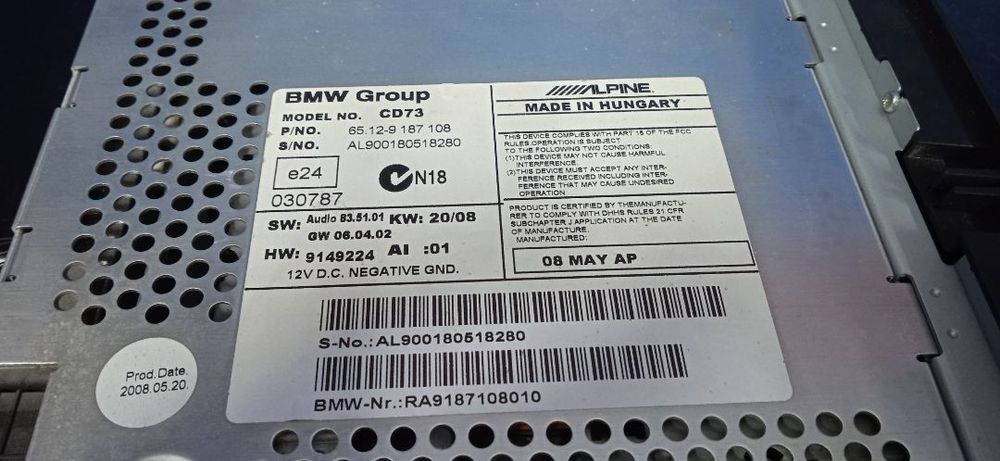 BMW Group
MODEL NO. CD73
P/NO. 65.12-9 187 108
S/NO. AL900180518280
e24
N18
030787
ALPINE
MADE IN HUNGARY
THIS DEVICE COMPLIES WITH PART 15 OF THE FCC
RULES.OPERATION IS SUBJECT
TO THE FOLLOWING TWO CONDITIONS:
(1)THIS DEVICE MAY NOT CAUSE HARMFUL
INTERFERENCE.
(2)THIS DEVICE MUST ACCEPT ANY INTER-
FERENCE RECEIVED INCLUDING INTER-
FERENCE THAT MAY CAUSE UNDESIRED
OPERATION
PRODUCT IS CERTIFIED BY THEMANUFACTU-
RER TO COMPLY WITH DHHS RULES 21 CFR
SUBCHAPTER J APPLICATION AT THE DATE
OF MANUFACTURE.
MANUFACTURED:
08 MAY AP
SW: Audio 83.51.01 KW: 20/08
GW 06.04.02
HW: 9149224 AI :01
12V D.C. NEGATIVE GND.
S-No.:AL900180518280
BMW-Nr.:RA9187108010
Prod.Date.
2008.05.20.